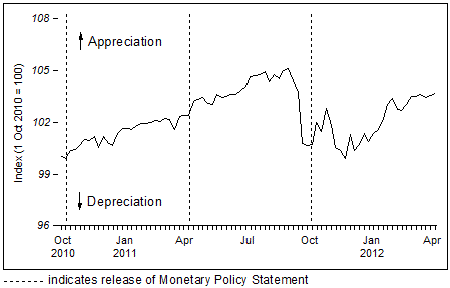 108
Appreciation
105
102
99
96
Index (1 Oct 2010 = 100)
Depreciation
Oct Jan Apr Jul Oct Jan Apr
2010 2011 2012
indicates release of Monetary Policy Statement